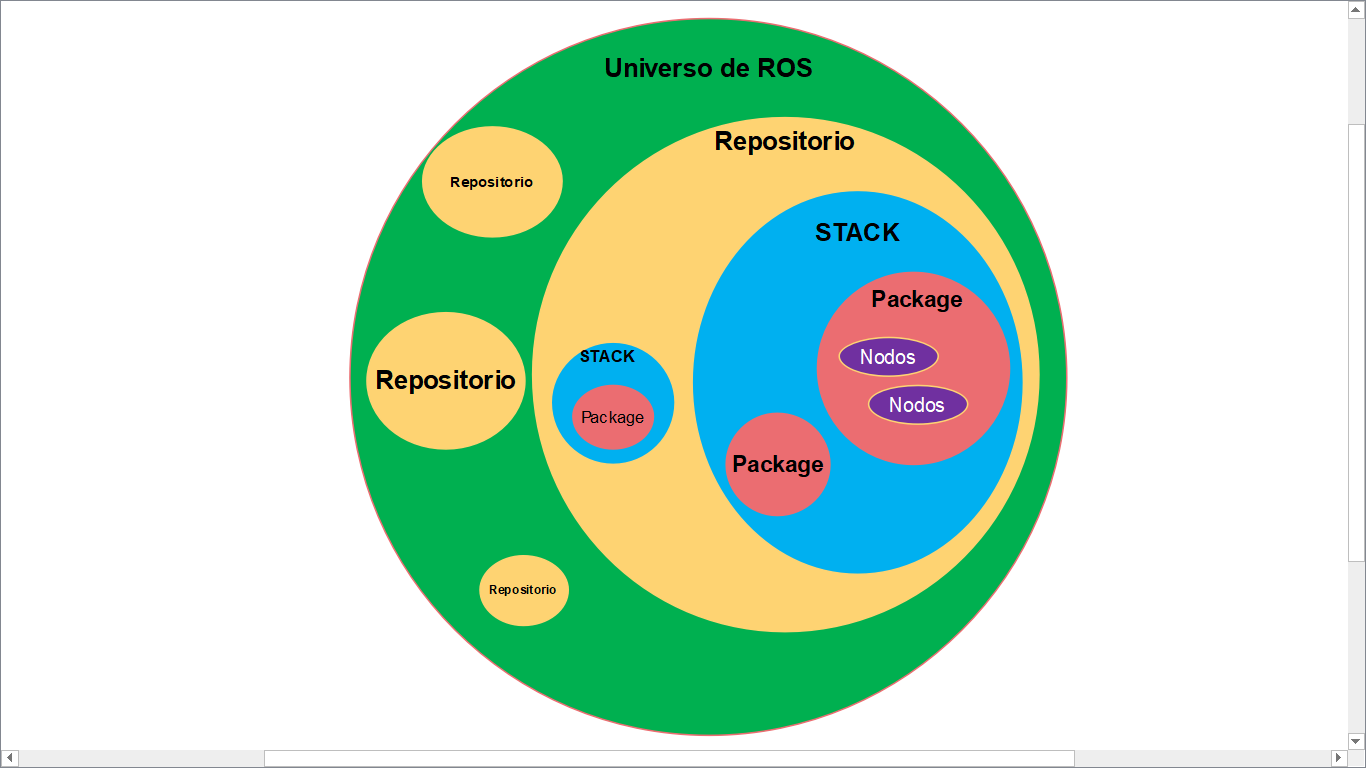 Universo de ROS
Repositorio
Repositorio
STACK
Package
STACK
Nodos
Repositorio
Nodos
Package
Package
Repositorio